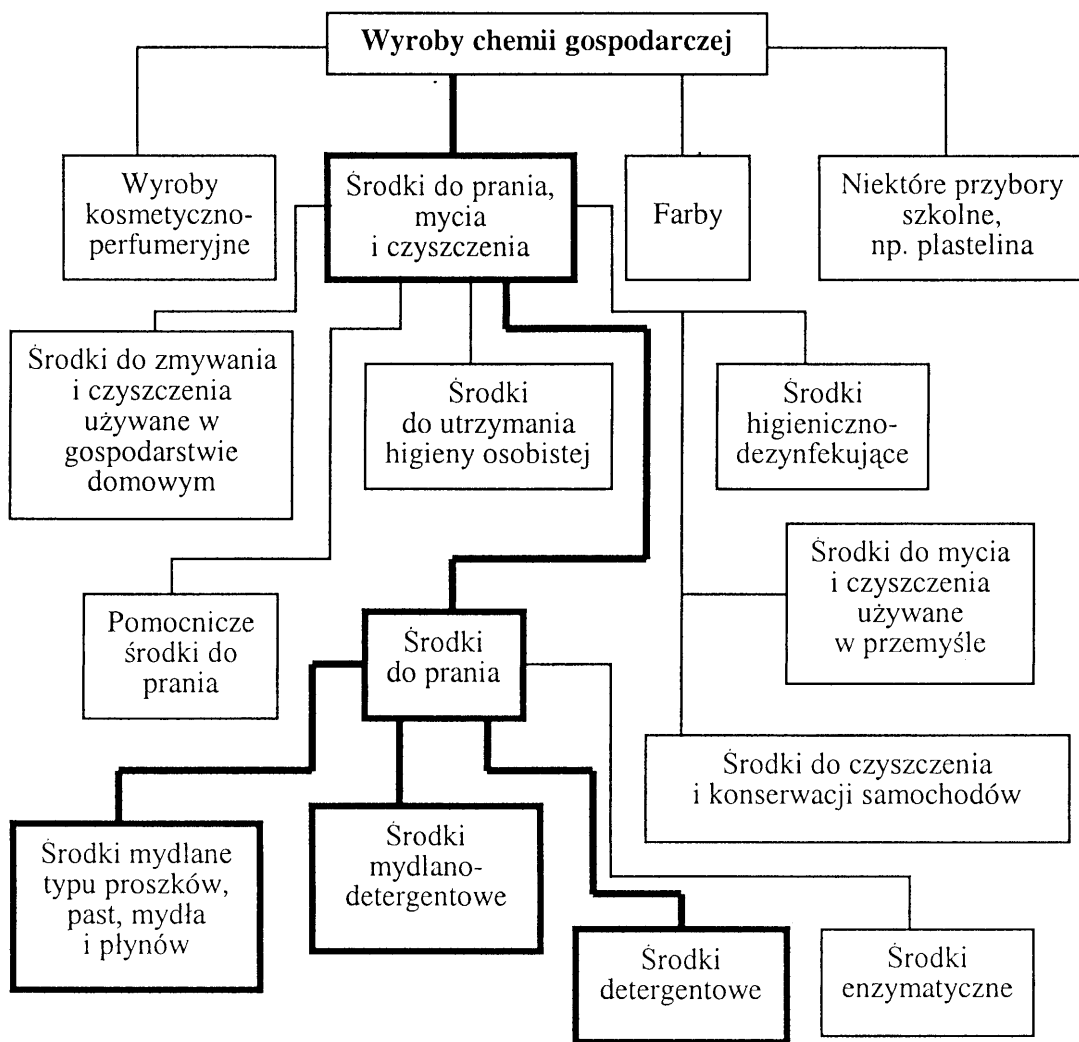 Wyroby chemii gospodarczej
Wyroby
kosmetyczno-
perfumeryjne
Środki do prania,
mycia
i czyszczenia
Farby
Niektóre przybory
szkolne,
np. plastelina
Środki do zmywania
i czyszczenia
używane w
gospodarstwie
domowym
Środki
do utrzymania
higieny osobistej
Środki
higieniczno-
dezynfekujące
Pomocnicze
środki do
prania
Środki
do prania
Środki do mycia
i czyszczenia
używane
w przemyśle
Środki do czyszczenia
i konserwacji samochodów
Środki mydlane
typu proszków,
past, mydła
i płynów
Środki
mydlano-
detergentowe
Środki
detergentowe
Środki
enzymatyczne